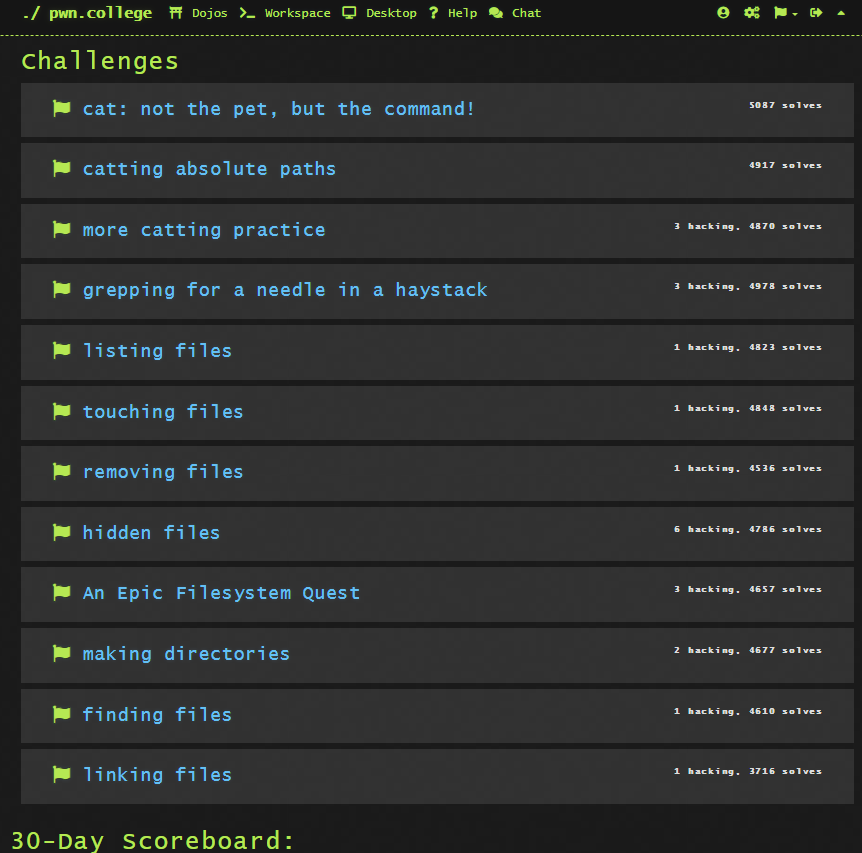 ./ pwn.college Dojos Workspace Desktop Help Chat
Challenges
cat: not the pet, but the command! 5087 solves
catting absolute paths 4917 solves
more catting practice 3 hacking, 4870 solves
grepping for a needle in a haystack 3 hacking, 4978 solves
listing files 1 hacking, 4823 solves
touching files 1 hacking, 4848 solves
removing files 1 hacking, 4536 solves
hidden files 6 hacking, 4786 solves
An Epic Filesystem Quest 3 hacking, 4657 solves
making directories 2 hacking, 4677 solves
finding files 1 hacking, 4610 solves
linking files 1 hacking, 3716 solves
30-Day Scoreboard: